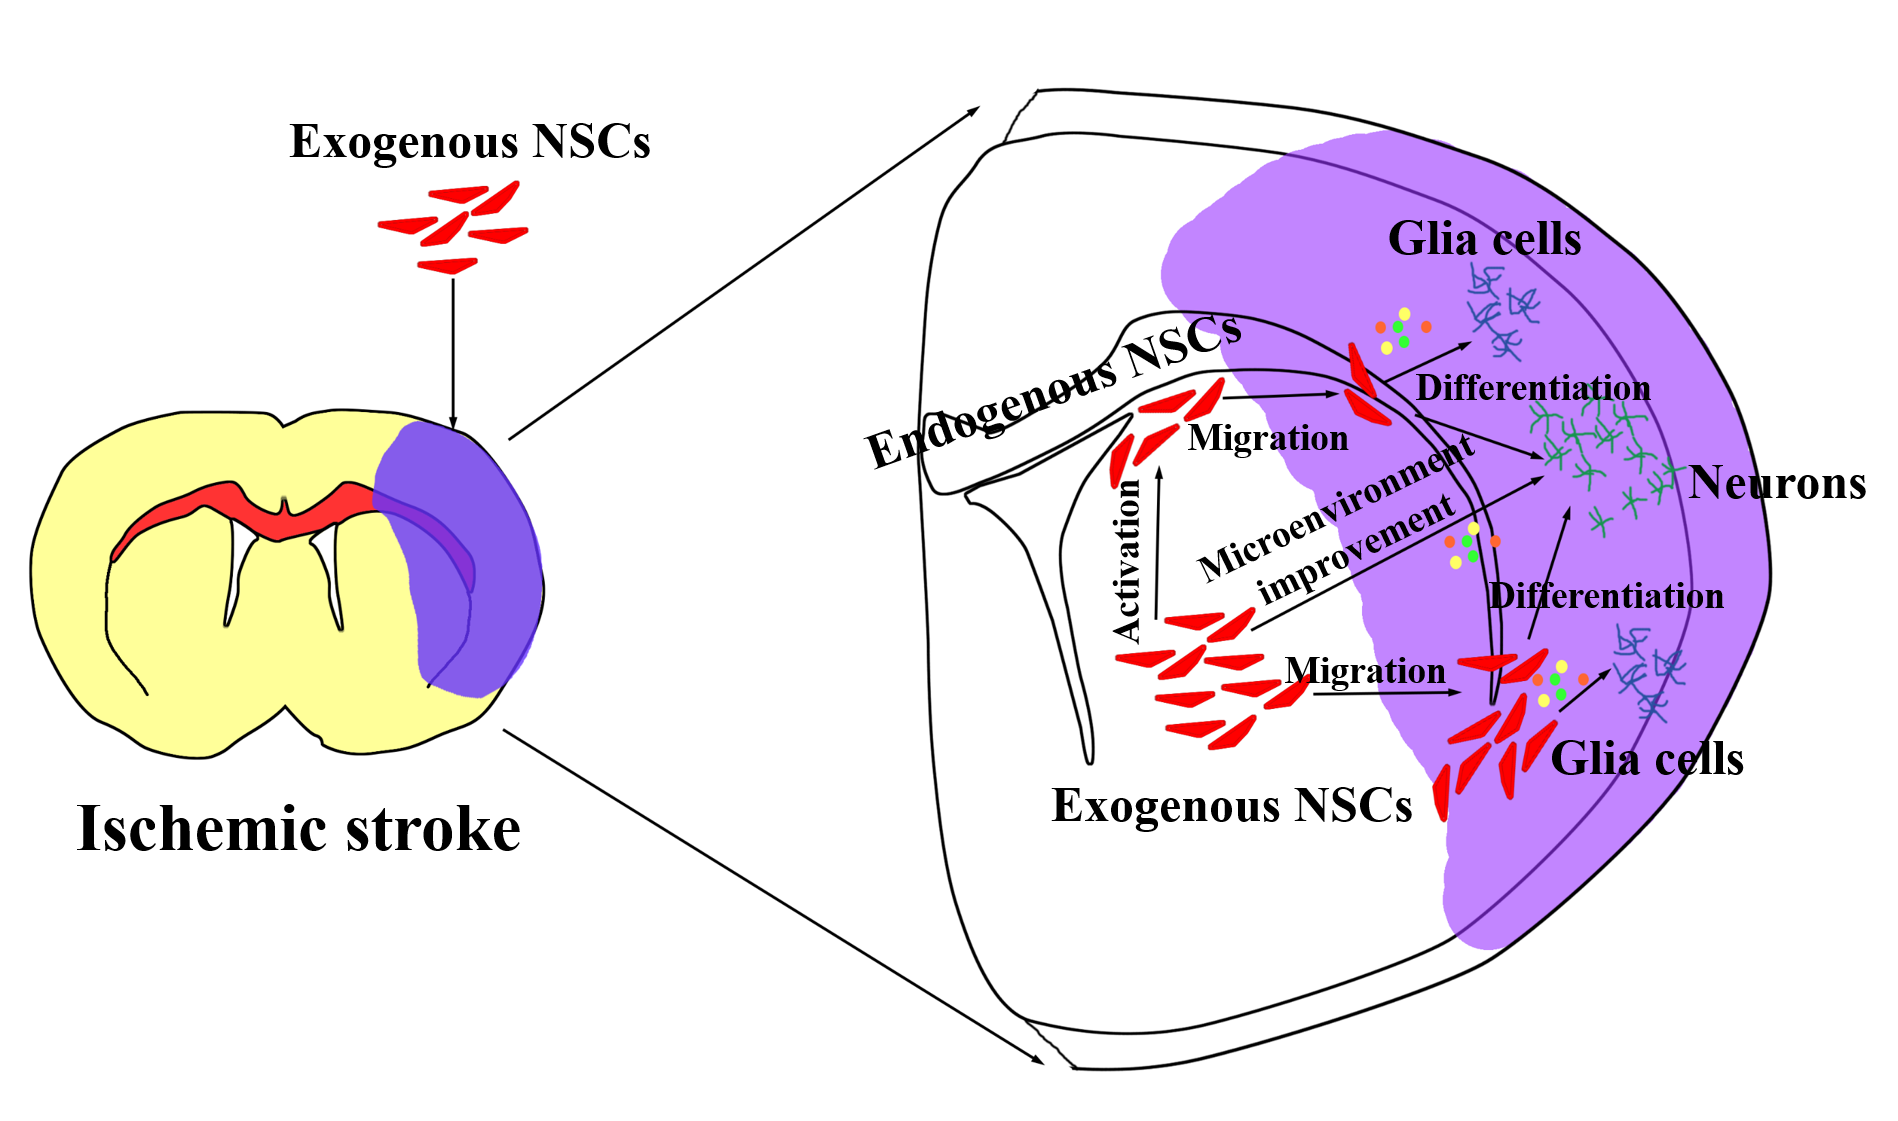 Exogenous NSCs
Ischemic stroke
Glia cells
Endogenous NSCs
Differentiation
Migration
Neurons
Microenvironment
improvement
Activation
Differentiation
Migration
Glia cells
Exogenous NSCs